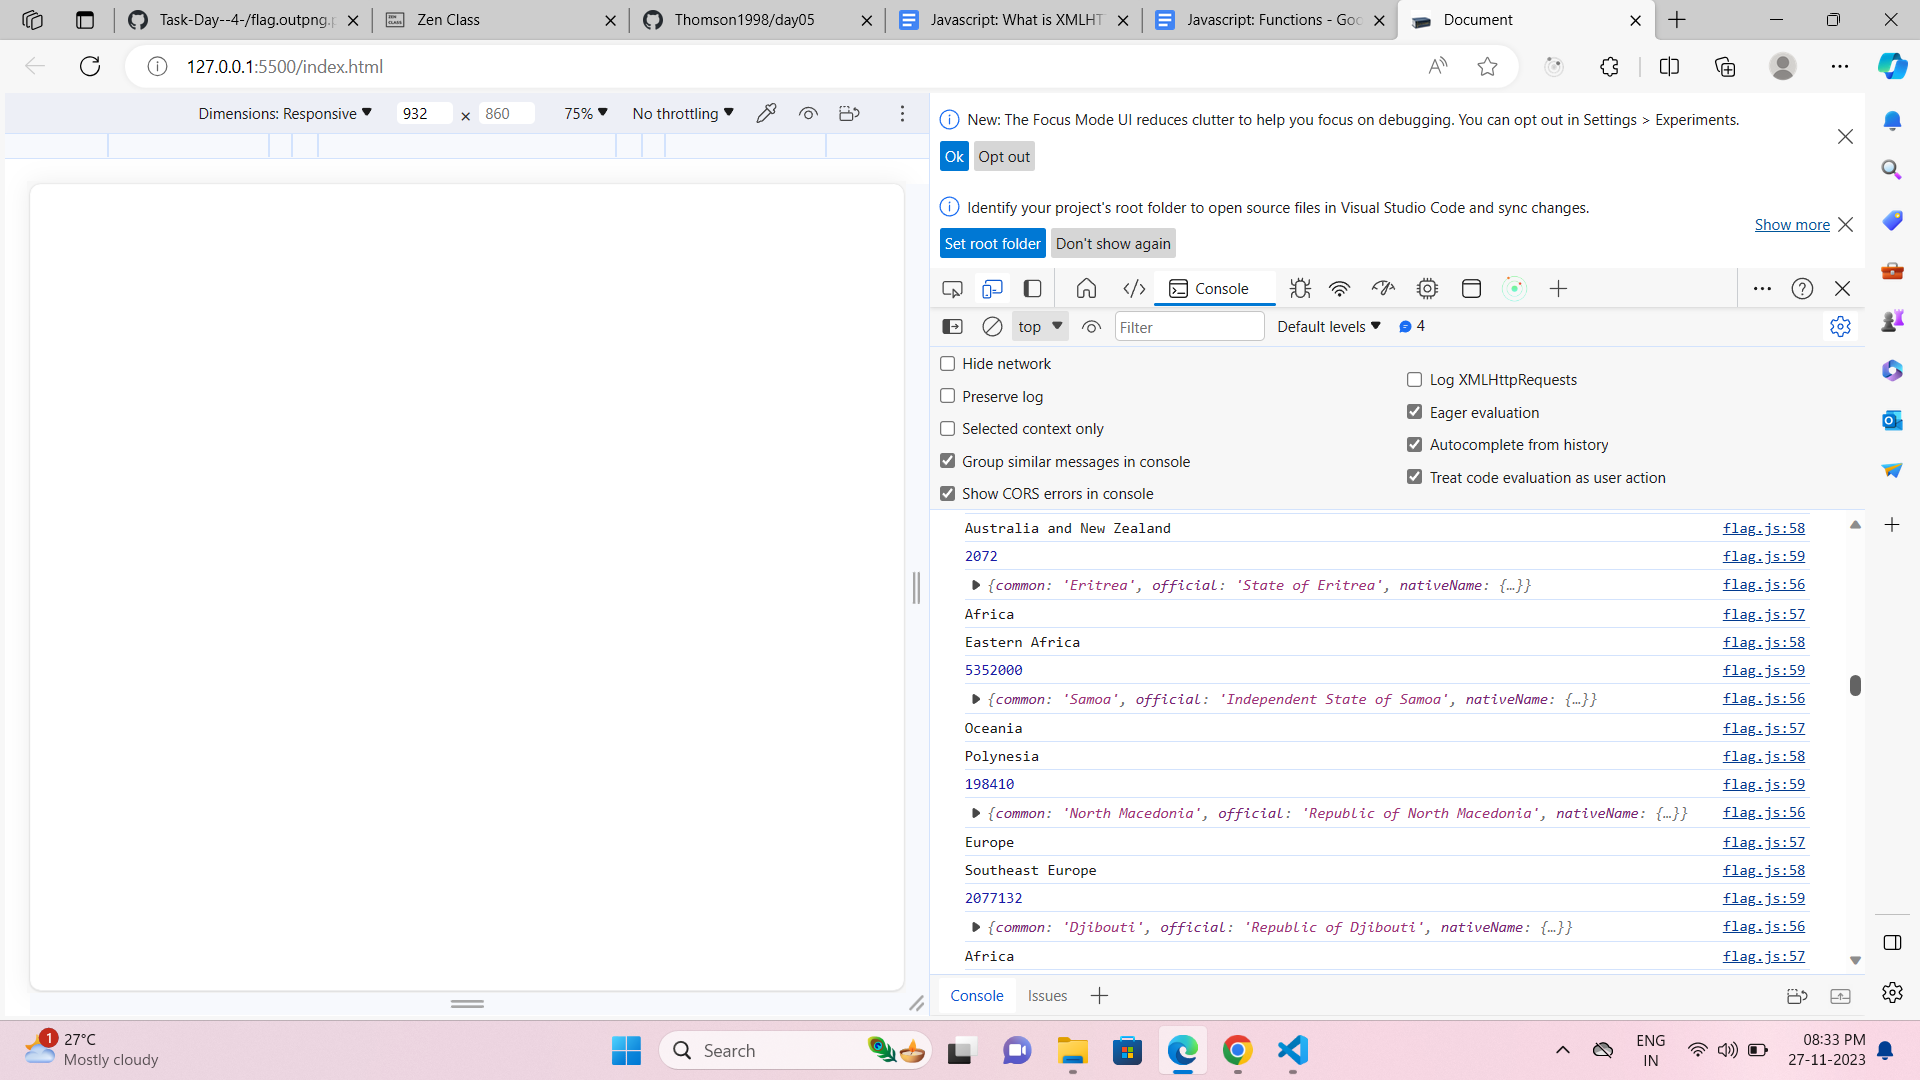 Task-Day--4-/flag.outpng.p
Zen Class
Thomson1998/day05
Javascript: What is XMLHT
Javascript: Functions - Goo
Document
127.0.0.1:5500/index.html
Dimensions: Responsive
932
×
860
75%
No throttling
New: The Focus Mode UI reduces clutter to help you focus on debugging. You can opt out in Settings > Experiments.
Ok
Opt out
Identify your project's root folder to open source files in Visual Studio Code and sync changes.
Show more
Set root folder
Don't show again
Console
top
Filter
Default levels
4
Hide network
Preserve log
Selected context only
Group similar messages in console
Show CORS errors in console
Log XMLHttpRequests
Eager evaluation
Autocomplete from history
Treat code evaluation as user action
Australia and New Zealand flag.js:58
2072 flag.js:59
{common: 'Eritrea', official: 'State of Eritrea', nativeName: {…}} flag.js:56
Africa flag.js:57
Eastern Africa flag.js:58
5352000 flag.js:59
{common: 'Samoa', official: 'Independent State of Samoa', nativeName: {…}} flag.js:56
Oceania flag.js:57
Polynesia flag.js:58
198410 flag.js:59
{common: 'North Macedonia', official: 'Republic of North Macedonia', nativeName: {…}} flag.js:56
Europe flag.js:57
Southeast Europe flag.js:58
2077132 flag.js:59
{common: 'Djibouti', official: 'Republic of Djibouti', nativeName: {…}} flag.js:56
Africa flag.js:57
Console
Issues
1
27°C
Mostly cloudy
Search
ENG
IN
08:33 PM
27-11-2023